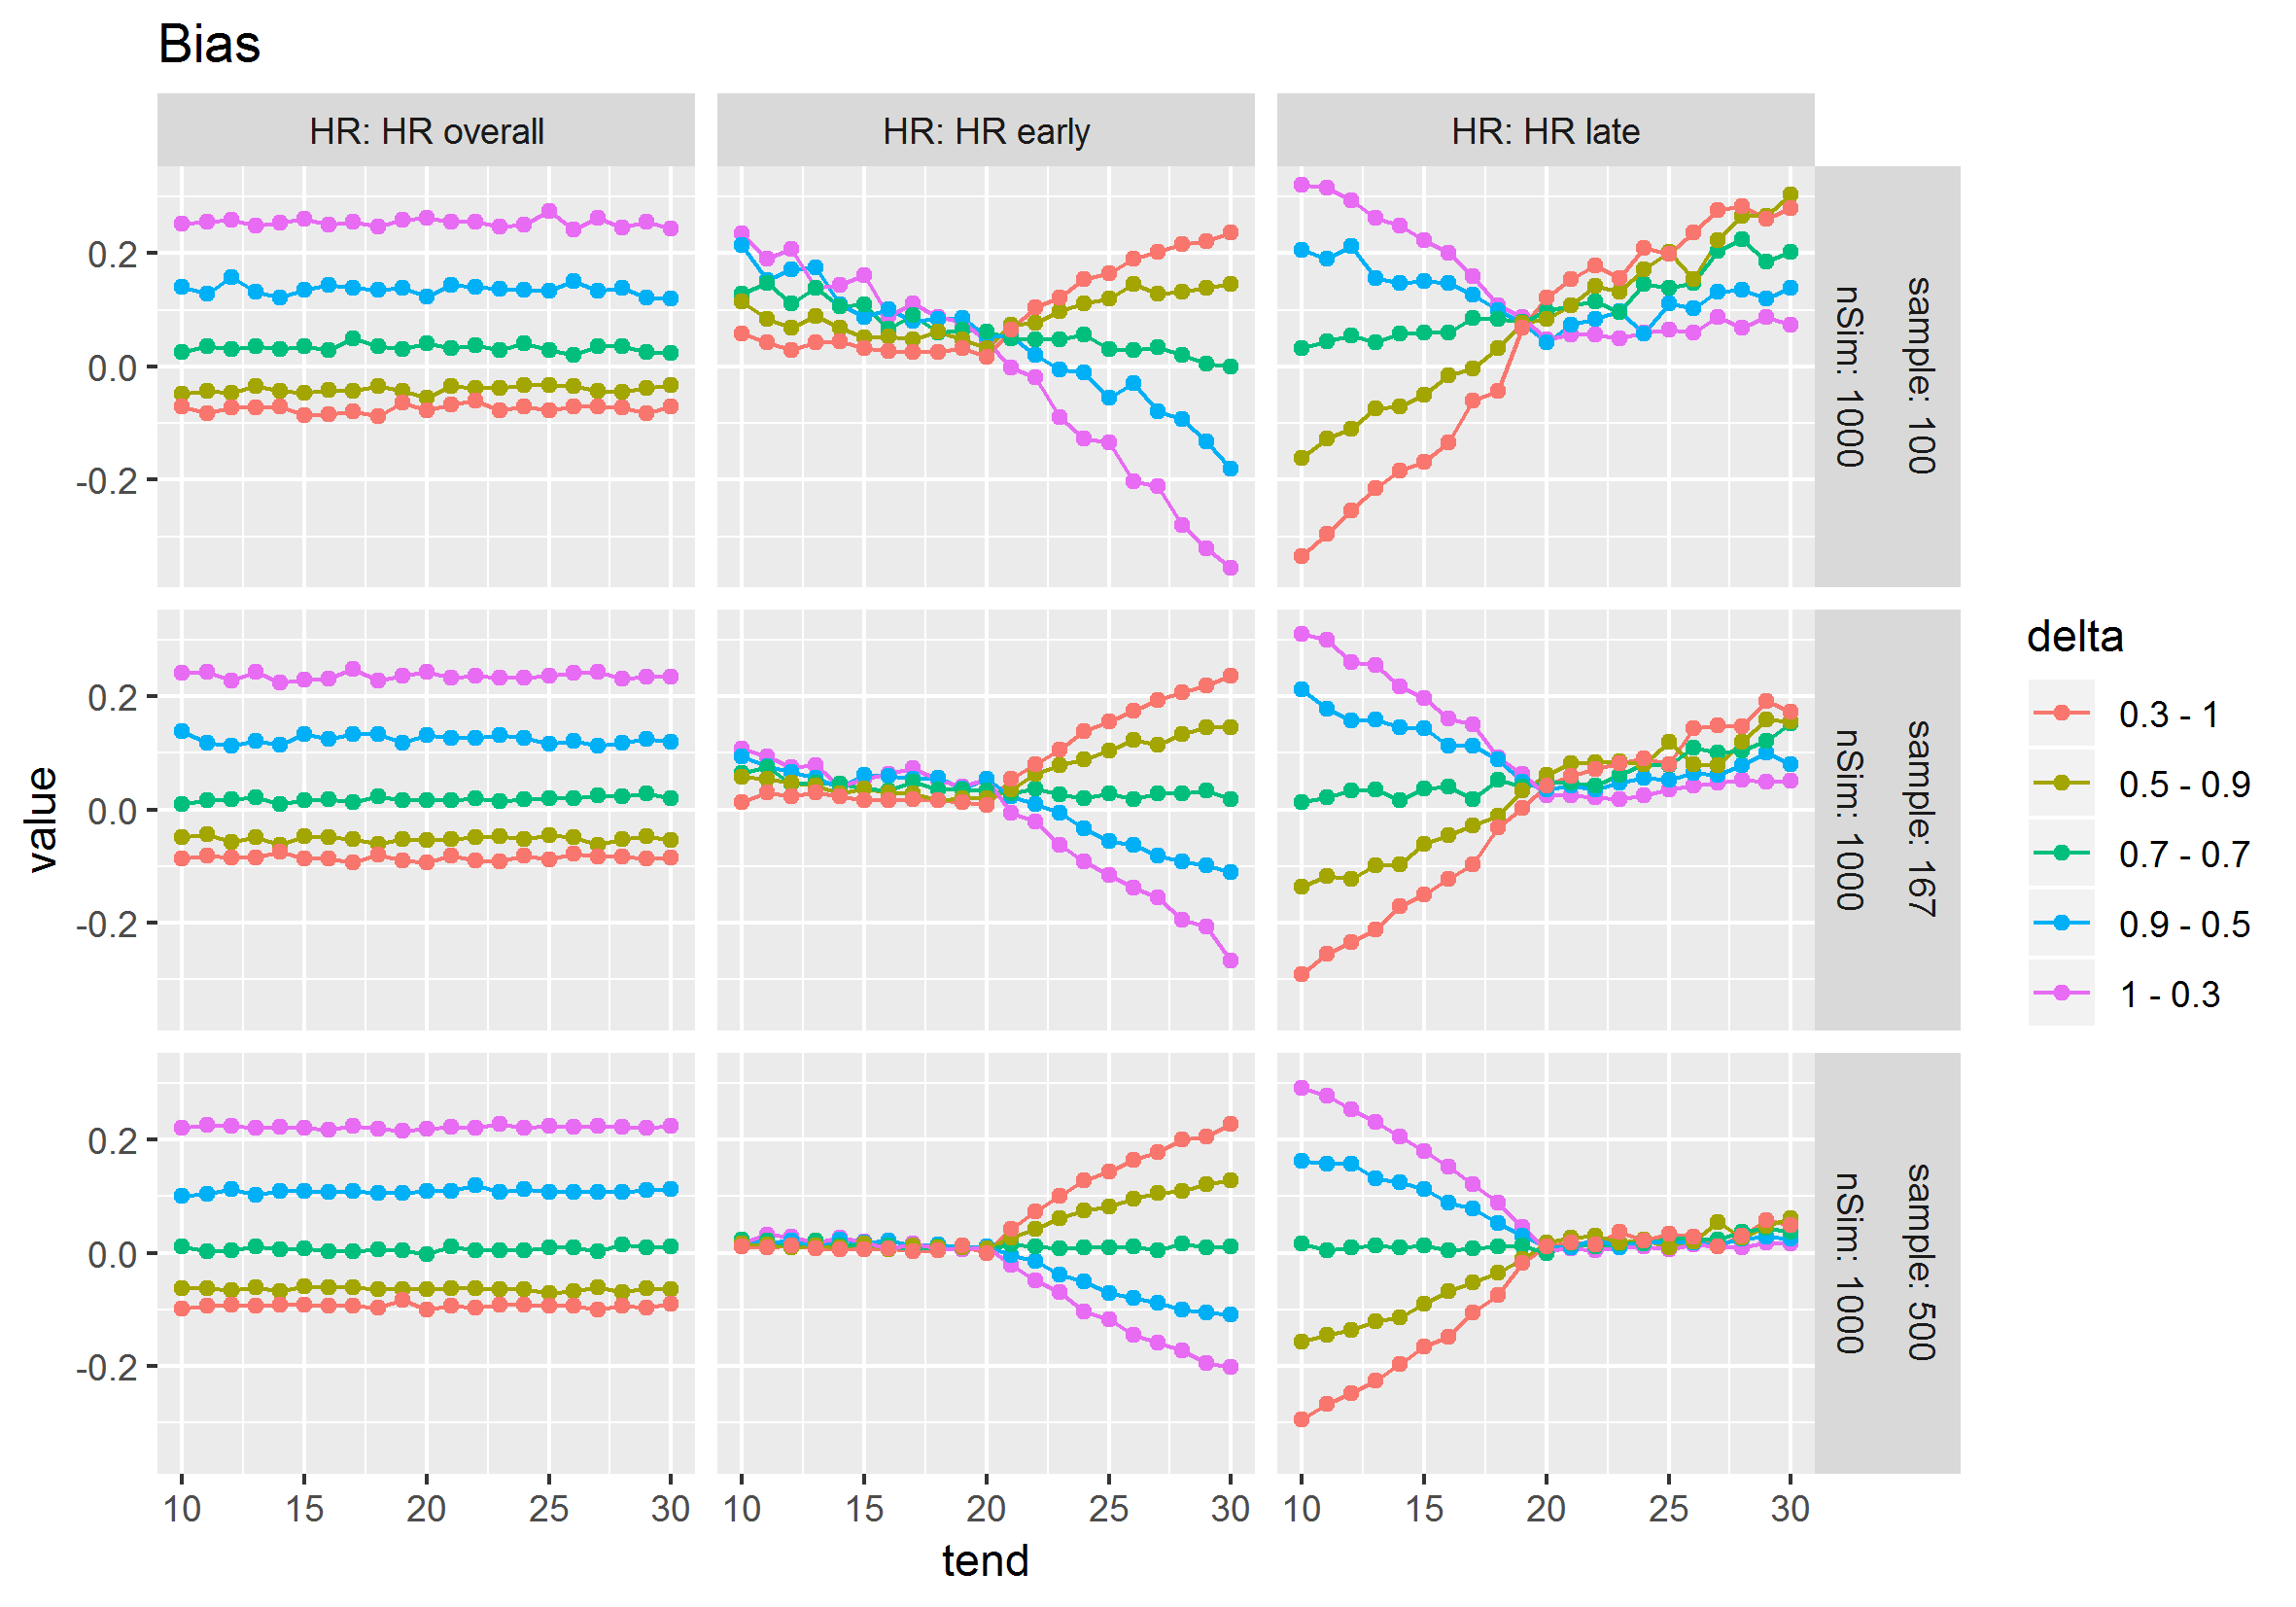 Bias
HR: HR overall
HR: HR early
HR: HR late
0.2
0.0
-0.2
sample: 100
nSim: 1000
0.2
0.0
-0.2
sample: 167
nSim: 1000
0.2
0.0
-0.2
sample: 500
nSim: 1000
10 15 20 25 30
10 15 20 25 30
10 15 20 25 30
tend
value
delta
0.3 - 1
0.5 - 0.9
0.7 - 0.7
0.9 - 0.5
1 - 0.3